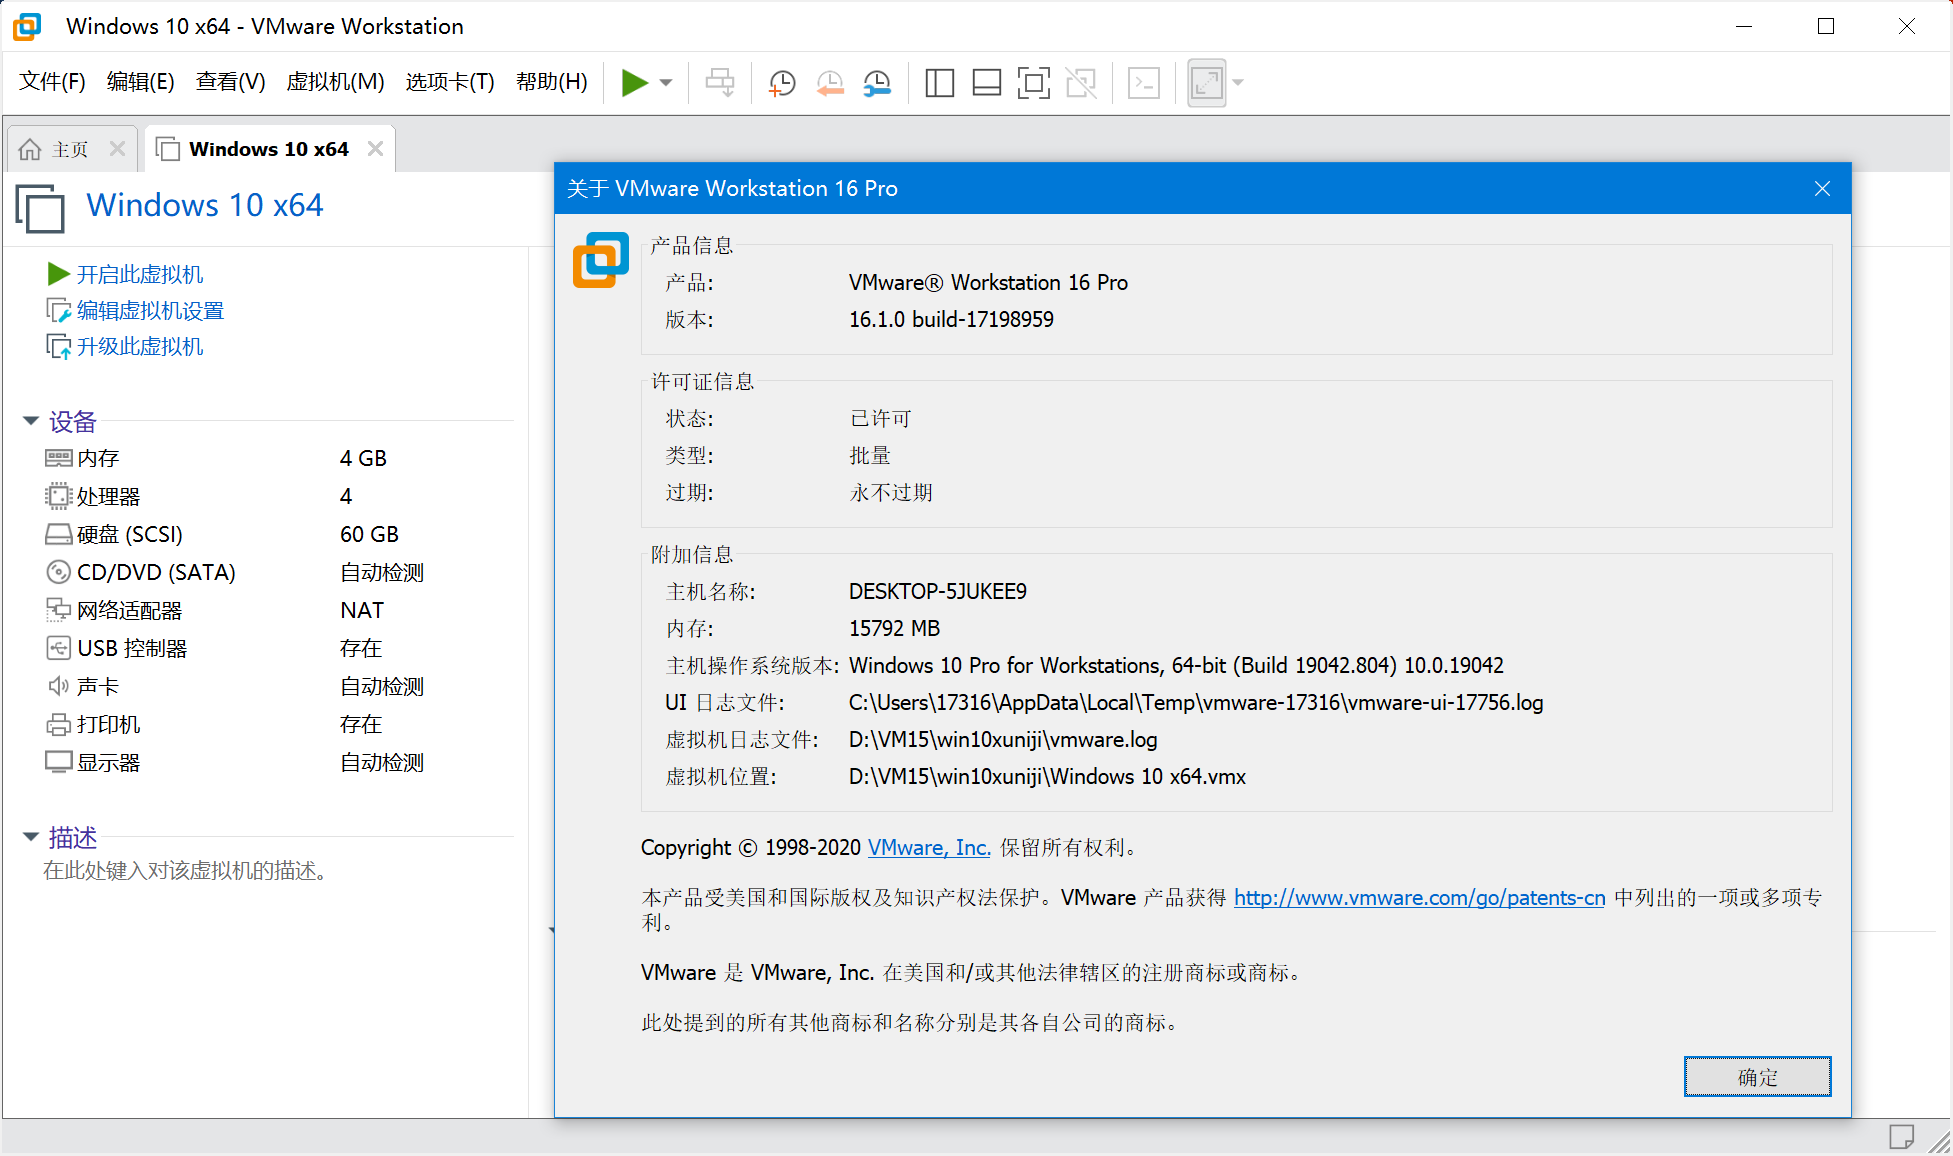 Windows 10 x64 - VMware Workstation
文件(F) 编辑(E) 查看(V) 虚拟机(M) 选项卡(T) 帮助(H)
主页
Windows 10 x64
Windows 10 x64
开启此虚拟机
编辑虚拟机设置
升级此虚拟机
设备
内存 4 GB
处理器 4
硬盘 (SCSI) 60 GB
CD/DVD (SATA) 自动检测
网络适配器 NAT
USB 控制器 存在
声卡 自动检测
打印机 存在
显示器 自动检测
描述
在此处键入对该虚拟机的描述。
关于 VMware Workstation 16 Pro
产品信息
产品: VMware® Workstation 16 Pro
版本: 16.1.0 build-17198959
许可证信息
状态: 已许可
类型: 批量
过期: 永不过期
附加信息
主机名称: DESKTOP-5JUKEE9
内存: 15792 MB
主机操作系统版本: Windows 10 Pro for Workstations, 64-bit (Build 19042.804) 10.0.19042
UI 日志文件: C:\Users\17316\AppData\Local\Temp\vmware-17316\vmware-ui-17756.log
虚拟机日志文件: D:\VM15\win10xuniji\vmware.log
虚拟机位置: D:\VM15\win10xuniji\Windows 10 x64.vmx
Copyright © 1998-2020 VMware, Inc. 保留所有权利。
本产品受美国和国际版权及知识产权法保护。VMware 产品获得 http://www.vmware.com/go/patents-cn 中列出的一项或多项专
利。
VMware 是 VMware, Inc. 在美国和/或其他法律辖区的注册商标或商标。
此处提到的所有其他商标和名称分别是其各自公司的商标。
确定